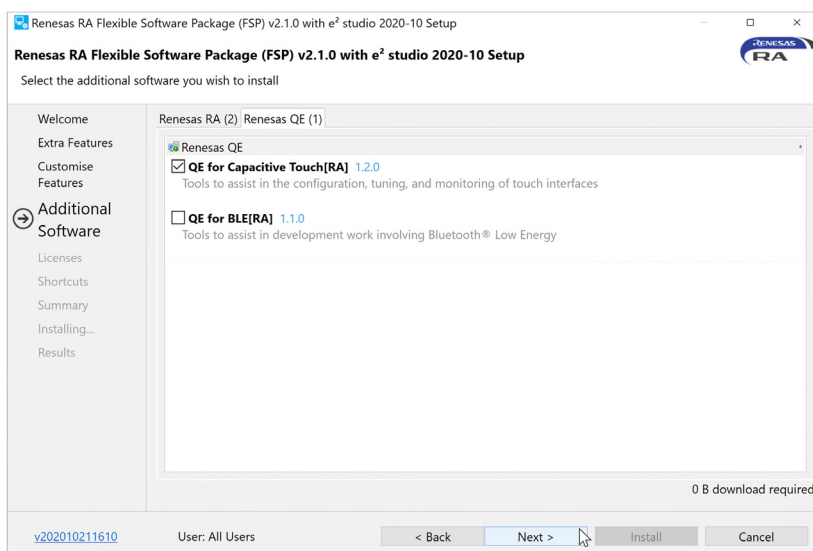 Renesas RA Flexible Software Package (FSP) v2.1.0 with e² studio 2020-10 Setup
Renesas RA Flexible Software Package (FSP) v2.1.0 with e² studio 2020-10 Setup
RENESAS
RA
Select the additional software you wish to install
Welcome
Extra Features
Customise
Features
Additional
Software
Licenses
Shortcuts
Summary
Installing...
Results
Renesas RA (2) Renesas QE (1)
Renesas QE
QE for Capacitive Touch[RA] 1.2.0
Tools to assist in the configuration, tuning, and monitoring of touch interfaces
QE for BLE[RA] 1.1.0
Tools to assist in development work involving Bluetooth® Low Energy
0 B download required
v202010211610 User: All Users < Back Next > Install Cancel